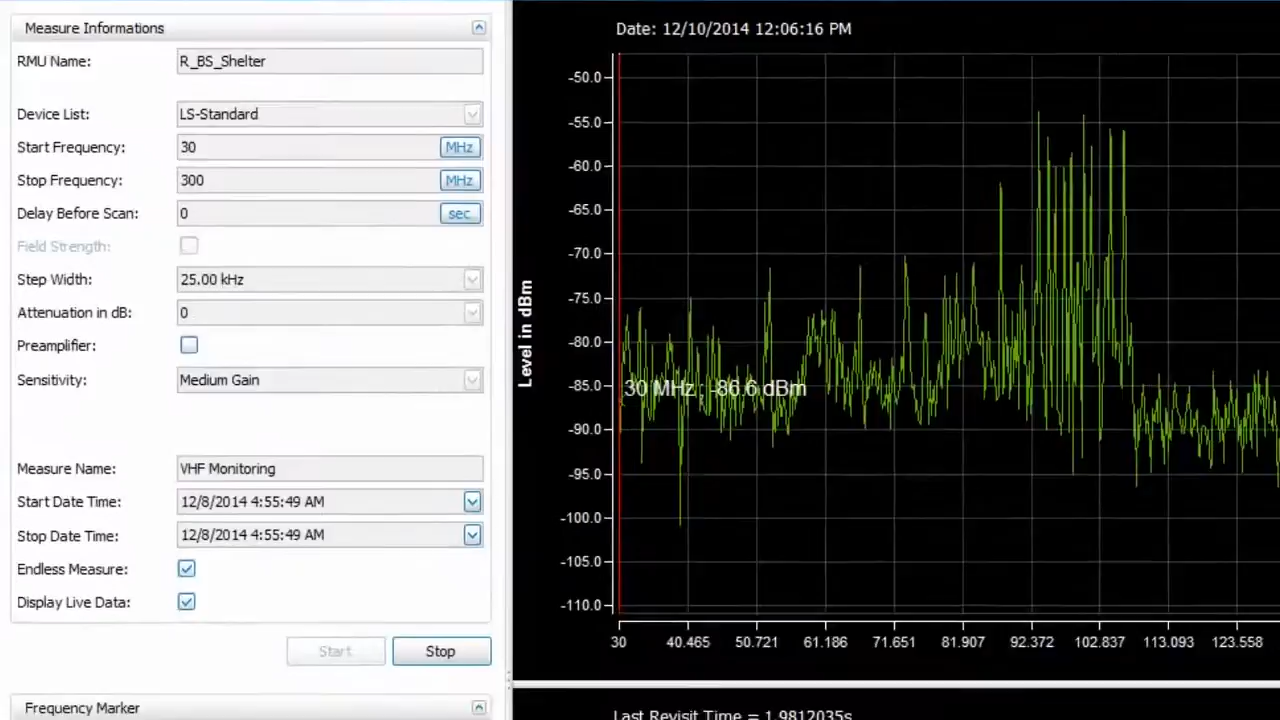 Measure Informations
RMU Name: R_BS_Shelter
Device List: LS-Standard
Start Frequency: 30 MHz
Stop Frequency: 300 MHz
Delay Before Scan: 0 sec
Field Strength:
Step Width: 25.00 kHz
Attenuation in dB: 0
Preamplifier:
Sensitivity: Medium Gain
Measure Name: VHF Monitoring
Start Date Time: 12/8/2014 4:55:49 AM
Stop Date Time: 12/8/2014 4:55:49 AM
Endless Measure:
Display Live Data:
Start Stop
Frequency Marker
Date: 12/10/2014 12:06:16 PM
Level in dBm
-50.0
-55.0
-60.0
-65.0
-70.0
-75.0
-80.0
-85.0
-90.0
-95.0
-100.0
-105.0
-110.0
30 MHz, -86.6 dBm
30 40.465 50.721 61.186 71.651 81.907 92.372 102.837 113.093 123.558
Last Revisit Time = 1.9812035s